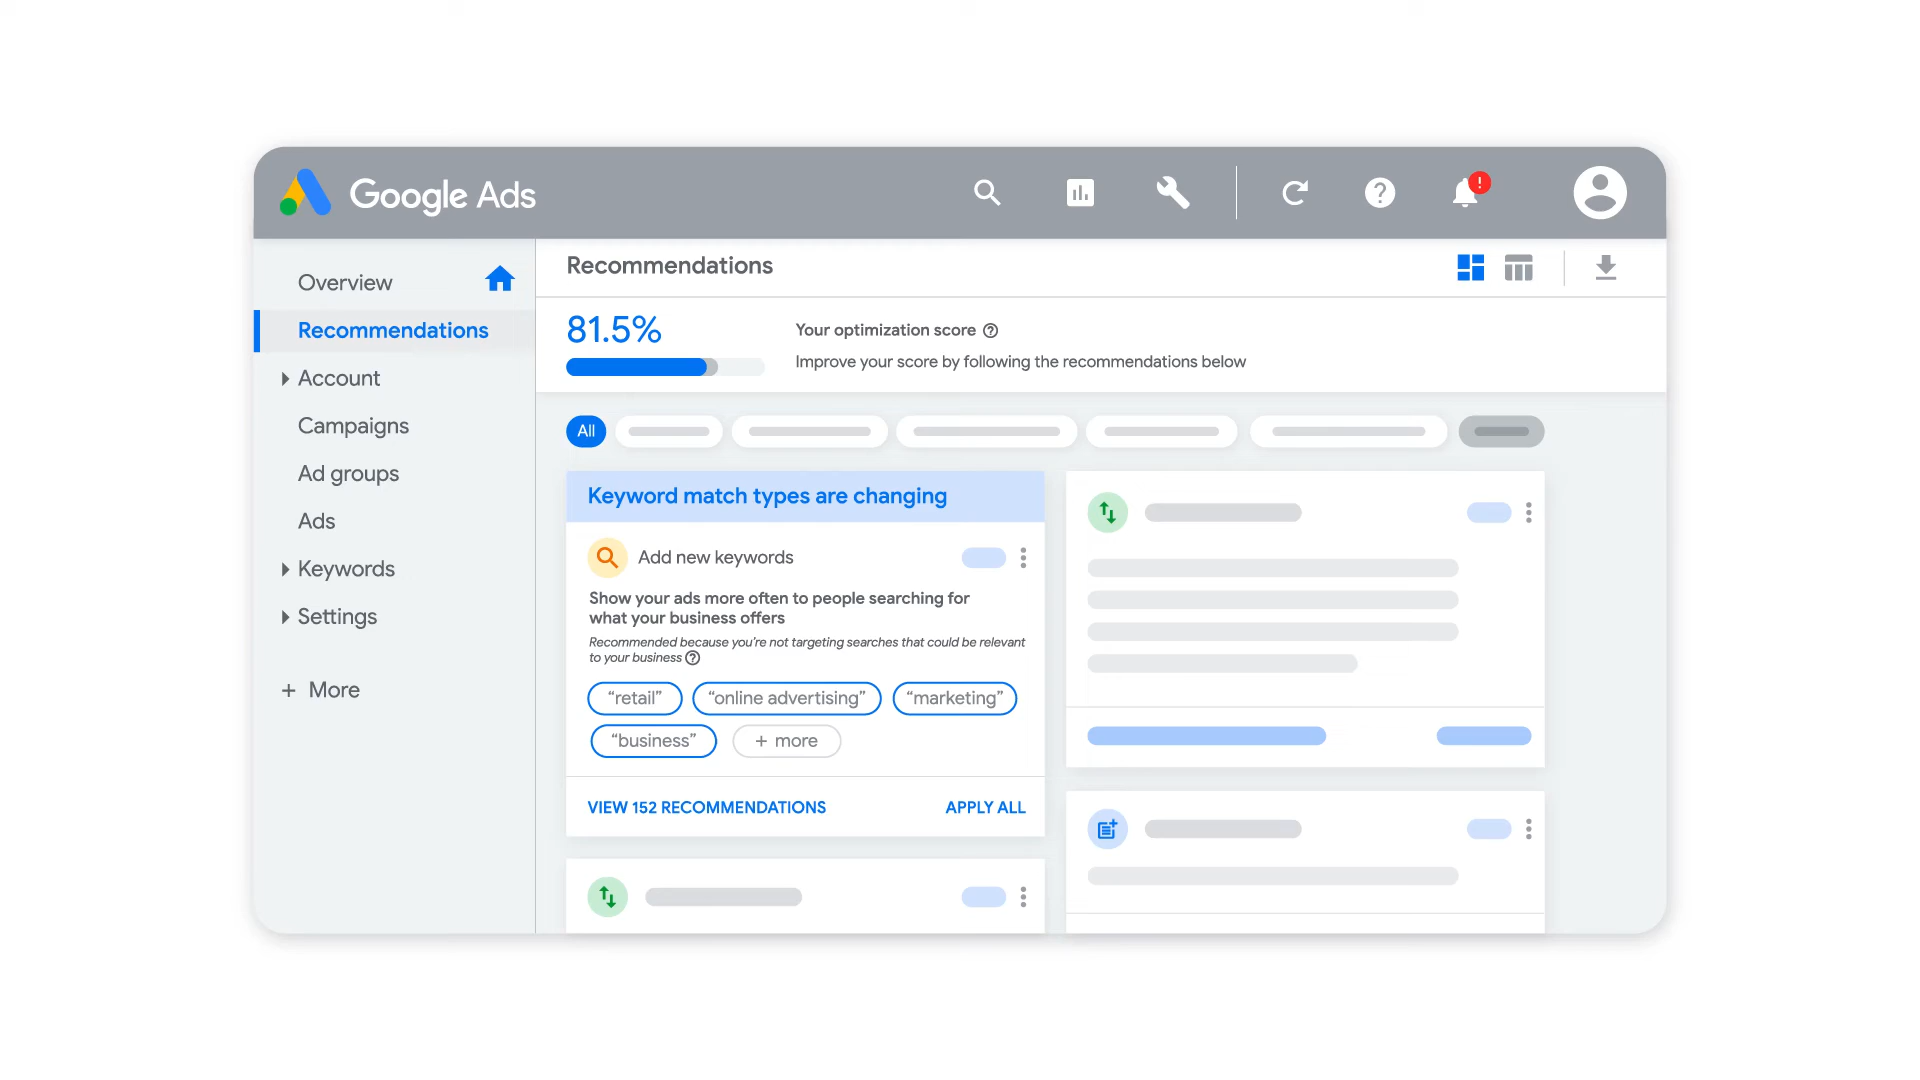 Google Ads
!
Overview
Recommendations
Account
Campaigns
Ad groups
Ads
Keywords
Settings
+ More
Recommendations
81.5%
Your optimization score ?
Improve your score by following the recommendations below
All
Keyword match types are changing
Add new keywords
Show your ads more often to people searching for
what your business offers
Recommended because you’re not targeting searches that could be relevant
to your business ?
“retail” “online advertising” “marketing”
“business” + more
VIEW 152 RECOMMENDATIONS APPLY ALL